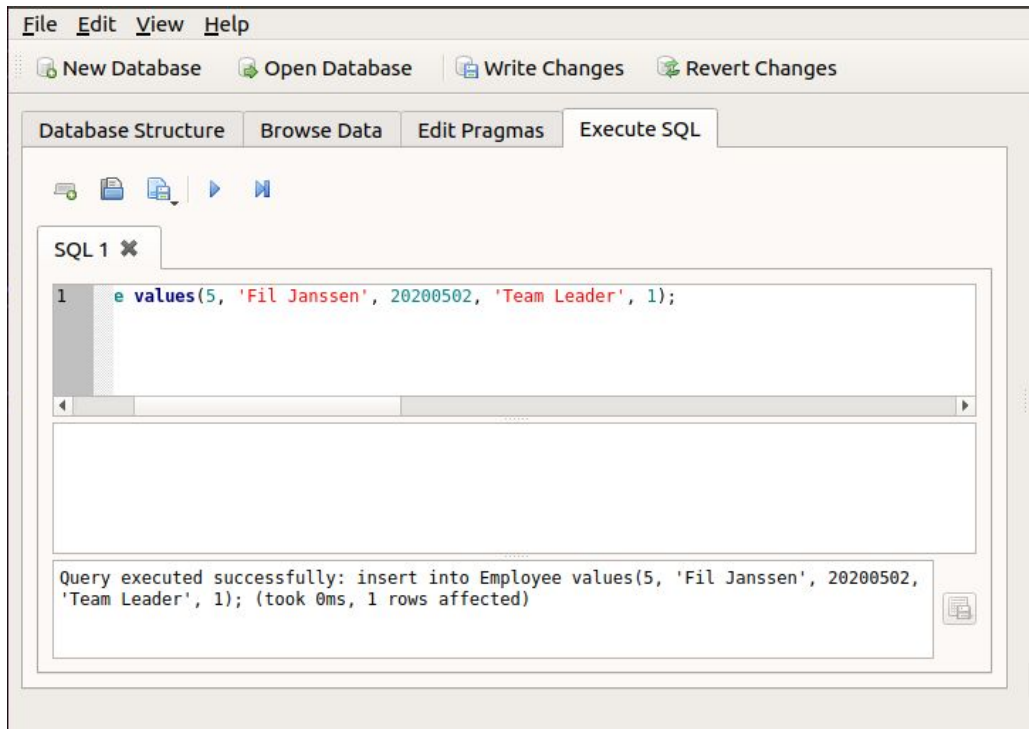 File Edit View Help
New Database Open Database Write Changes Revert Changes
Database Structure Browse Data Edit Pragmas Execute SQL
SQL 1
1 e values(5, 'Fil Janssen', 20200502, 'Team Leader', 1);
Query executed successfully: insert into Employee values(5, 'Fil Janssen', 20200502,
'Team Leader', 1); (took 0ms, 1 rows affected)